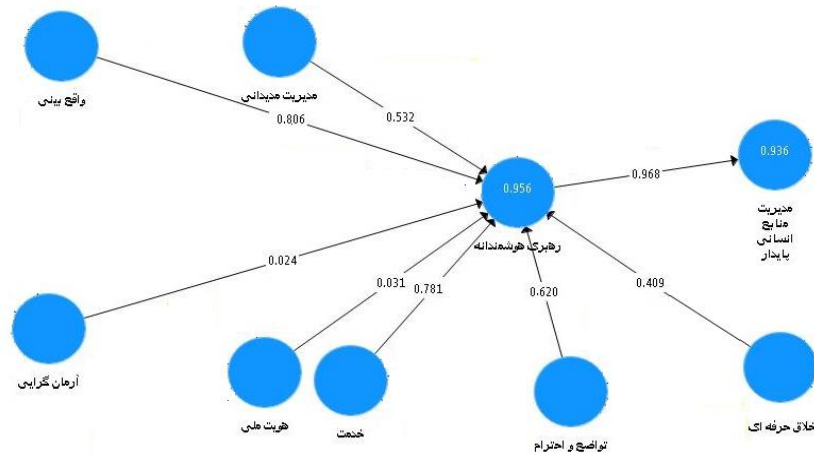 واقع بینی
مدیریت میدانی
0.806
0.532
0.956
0.968
0.936
رهبری هوشمندانه
مدیریت
منابع
انسانی
پایدار
0.024
0.031
0.781
0.620
0.409
آرمان گرایی
هویت ملی
خدمت
تواضع و احترام
خلاق حرفه ای